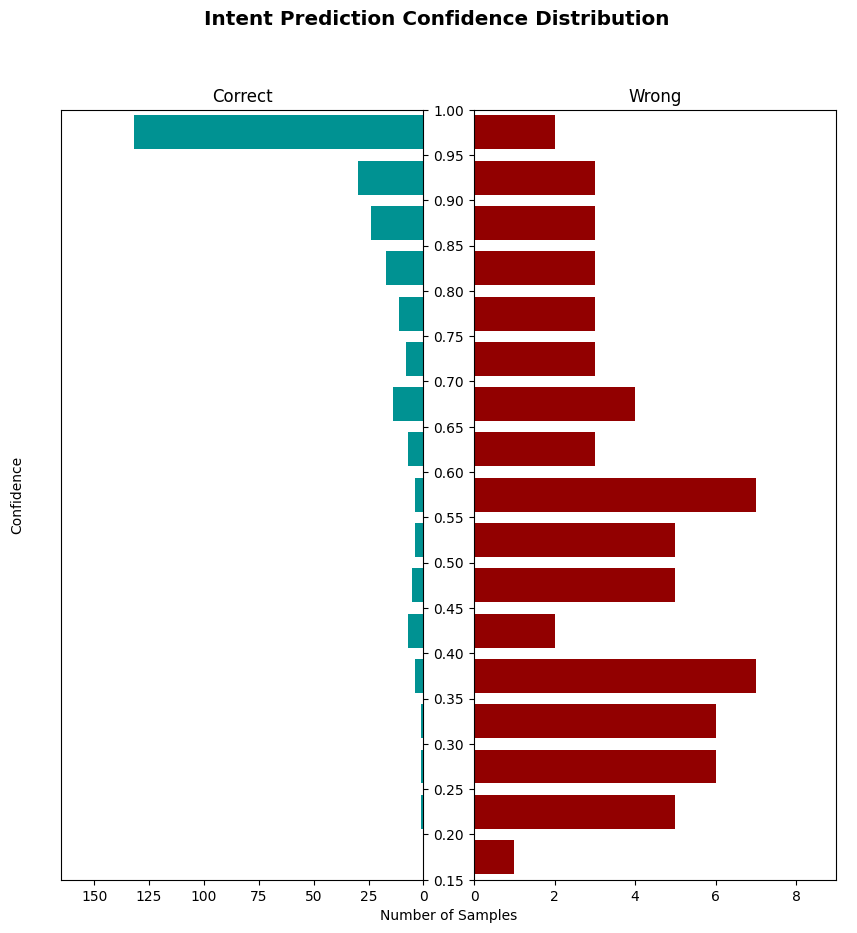 Intent Prediction Confidence Distribution
Correct
Wrong
1.00
0.95
0.90
0.85
0.80
0.75
0.70
0.65
0.60
0.55
0.50
0.45
0.40
0.35
0.30
0.25
0.20
0.15
Confidence
150 125 100 75 50 25 0
0 2 4 6 8
Number of Samples